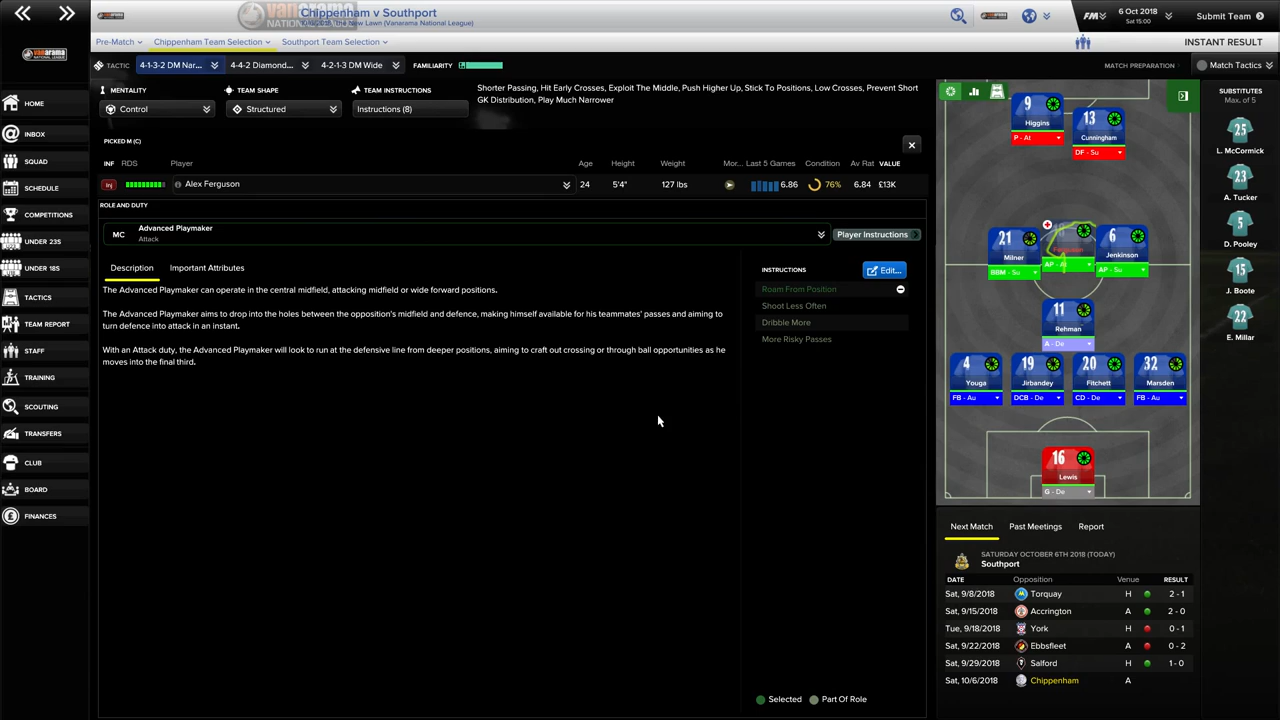 Chippenham v Southport
6 Oct 2018
Sat 15:00
FM
Submit Team
Pre-Match
Chippenham Team Selection
Southport Team Selection
INSTANT RESULT
TACTIC
4-1-3-2 DM Nar...
4-4-2 Diamond...
4-2-1-3 DM Wide
FAMILIARITY
MATCH PREPARATION
Match Tactics
MENTALITY
TEAM SHAPE
TEAM INSTRUCTIONS
Control
Structured
Instructions (8)
Shorter Passing, Hit Early Crosses, Exploit The Middle, Push Higher Up, Stick To Positions, Low Crosses, Prevent Short
GK Distribution, Play Much Narrower
PICKED M (C)
INF RDS Player Age Height Weight Mor... Last 5 Games Condition Av Rat VALUE
Inj Alex Ferguson 24 5'4" 127 lbs 6.86 76% 6.84 £13K
ROLE AND DUTY
MC
Advanced Playmaker
Attack
Player Instructions
Description
Important Attributes
The Advanced Playmaker can operate in the central midfield, attacking midfield or wide forward positions.
The Advanced Playmaker aims to drop into the holes between the opposition's midfield and defence, making himself available for his teammates' passes and aiming to
turn defence into attack in an instant.
With an Attack duty, the Advanced Playmaker will look to run at the defensive line from deeper positions, aiming to craft out crossing or through ball opportunities as he
moves into the final third.
INSTRUCTIONS
Edit...
Roam From Position
Shoot Less Often
Dribble More
More Risky Passes
Selected
Part Of Role
HOME
INBOX
SQUAD
SCHEDULE
COMPETITIONS
UNDER 23S
UNDER 18S
TACTICS
TEAM REPORT
STAFF
TRAINING
SCOUTING
TRANSFERS
CLUB
BOARD
FINANCES
9
Higgins
P - At
13
Cunningham
DF - Su
21
Milner
BBM - Su
Ferguson
AP - At
6
Jenkinson
AP - Su
11
Rehman
A - De
4
Youga
FB - Au
19
Jirbandey
DCB - De
20
Fitchett
CD - De
32
Marsden
FB - Au
16
Lewis
G - De
SUBSTITUTES
Max. of 5
25
L. McCormick
23
A. Tucker
5
D. Pooley
15
J. Boote
22
E. Millar
Next Match
Past Meetings
Report
SATURDAY OCTOBER 6TH 2018 (TODAY)
Southport
DATE Opposition Venue RESULT
Sat, 9/8/2018 Torquay H 2 - 1
Sat, 9/15/2018 Accrington A 2 - 0
Tue, 9/18/2018 York H 0 - 1
Sat, 9/22/2018 Ebbsfleet A 0 - 2
Sat, 9/29/2018 Salford H 1 - 0
Sat, 10/6/2018 Chippenham A